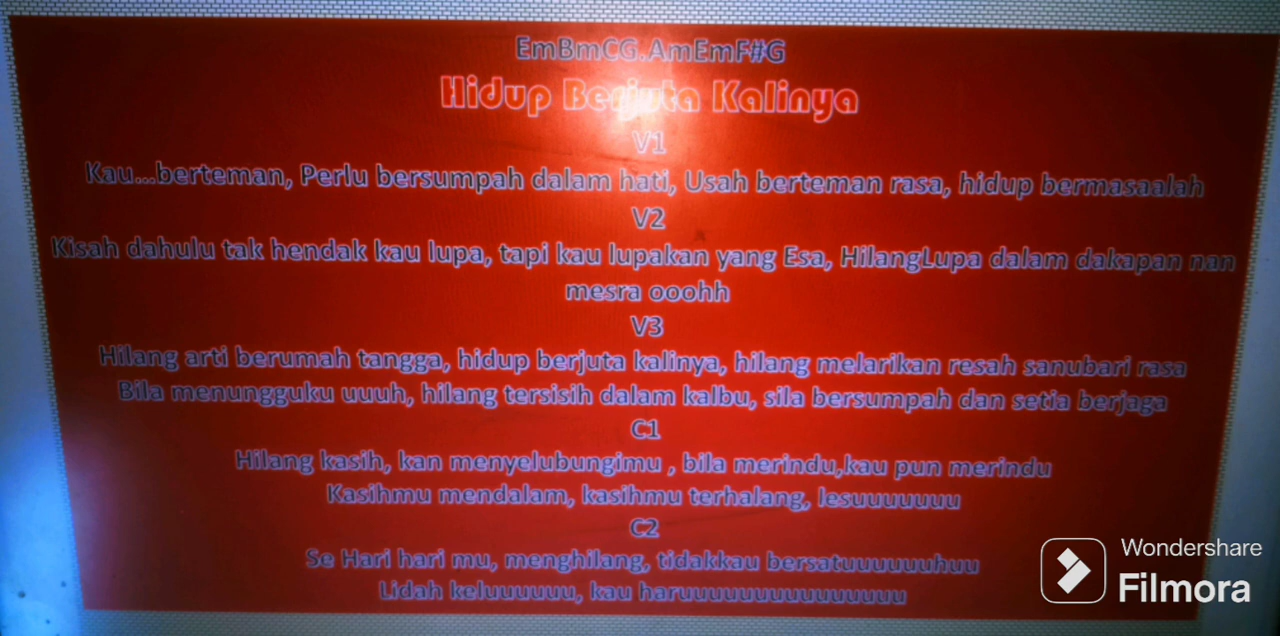 EmBmCG.AmEmF#G
Hidup Berjuta Kalinya
V1
Kau...berteman, Perlu bersumpah dalam hati, Usah berteman rasa, hidup bermasaalah
V2
Kisah dahulu tak hendak kau lupa, tapi kau lupakan yang Esa, HilangLupa dalam dakapan nan
mesra ooohh
V3
Hilang arti berumah tangga, hidup berjuta kalinya, hilang melarikan resah sanubari rasa
Bila menungguku uuuh, hilang tersisih dalam kalbu, sila bersumpah dan setia berjaga
C1
Hilang kasih, kan menyelubungimu , bila merindu,kau pun merindu
Kasihmu mendalam, kasihmu terhalang, lesuuuuuuu
C2
Se Hari hari mu, menghilang, tidakkau bersatuuuuuuuhuu
Lidah keluuuuuu, kau haruuuuuuuuuuuuuuuu
Wondershare
Filmora